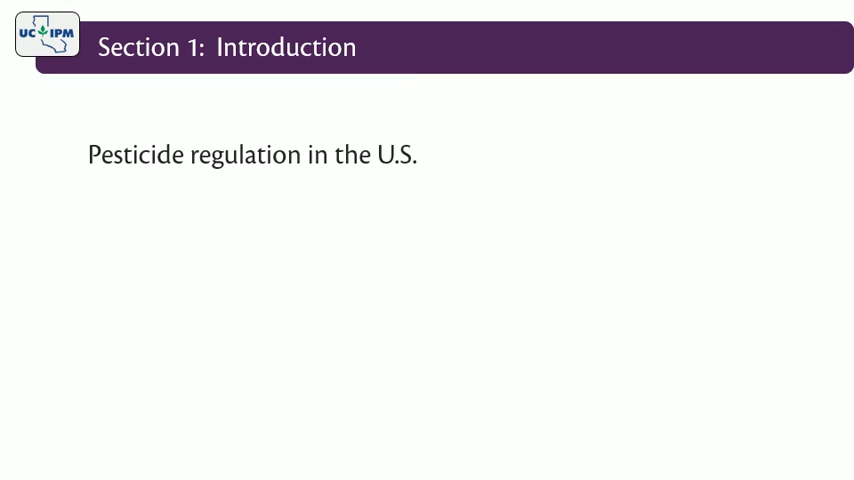 UC IPM
Section 1: Introduction
Pesticide regulation in the U.S.